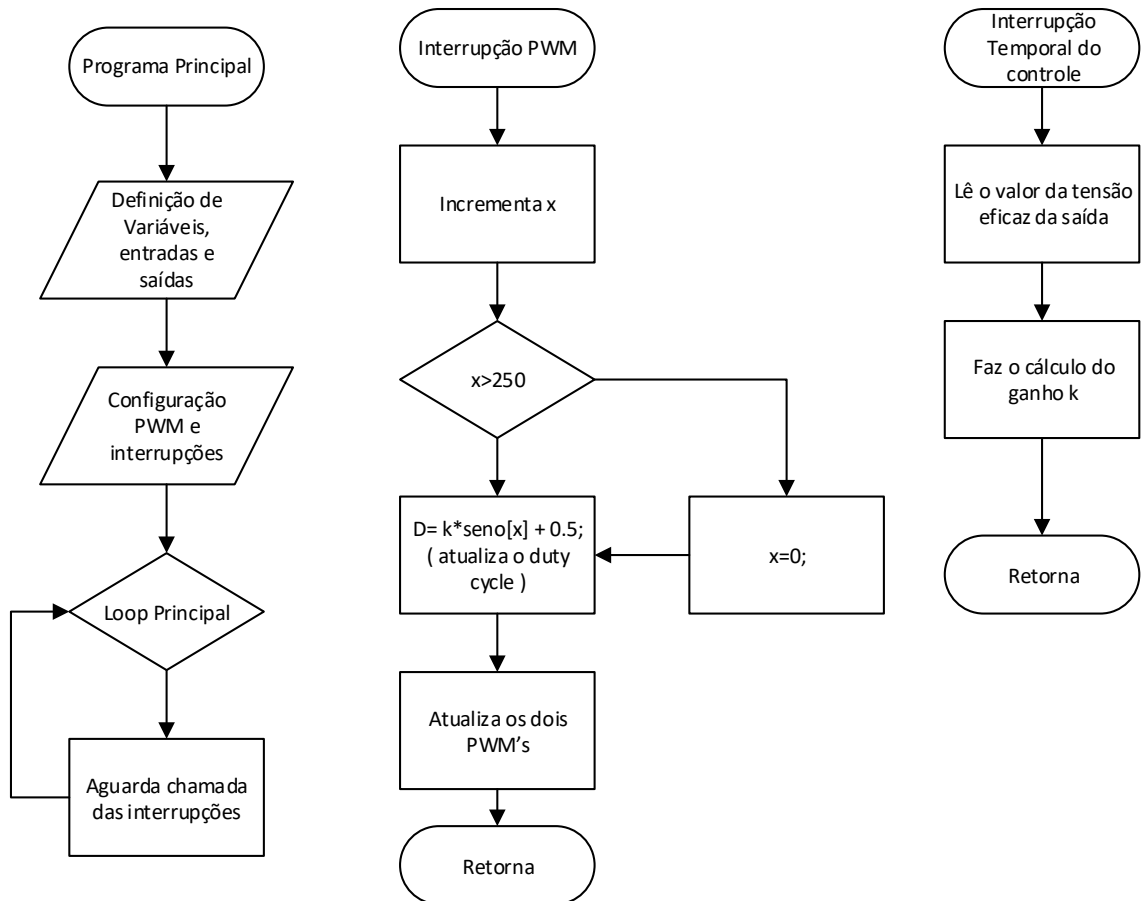 Programa Principal
Definição de
Variáveis,
entradas e
saídas
Configuração
PWM e
interrupções
Loop Principal
Aguarda chamada
das interrupções
Interrupção PWM
Incrementa x
x>250
D= k*seno[x] + 0.5;
( atualiza o duty
cycle )
x=0;
Atualiza os dois
PWM’s
Retorna
Interrupção
Temporal do
controle
Lê o valor da tensão
eficaz da saída
Faz o cálculo do
ganho k
Retorna